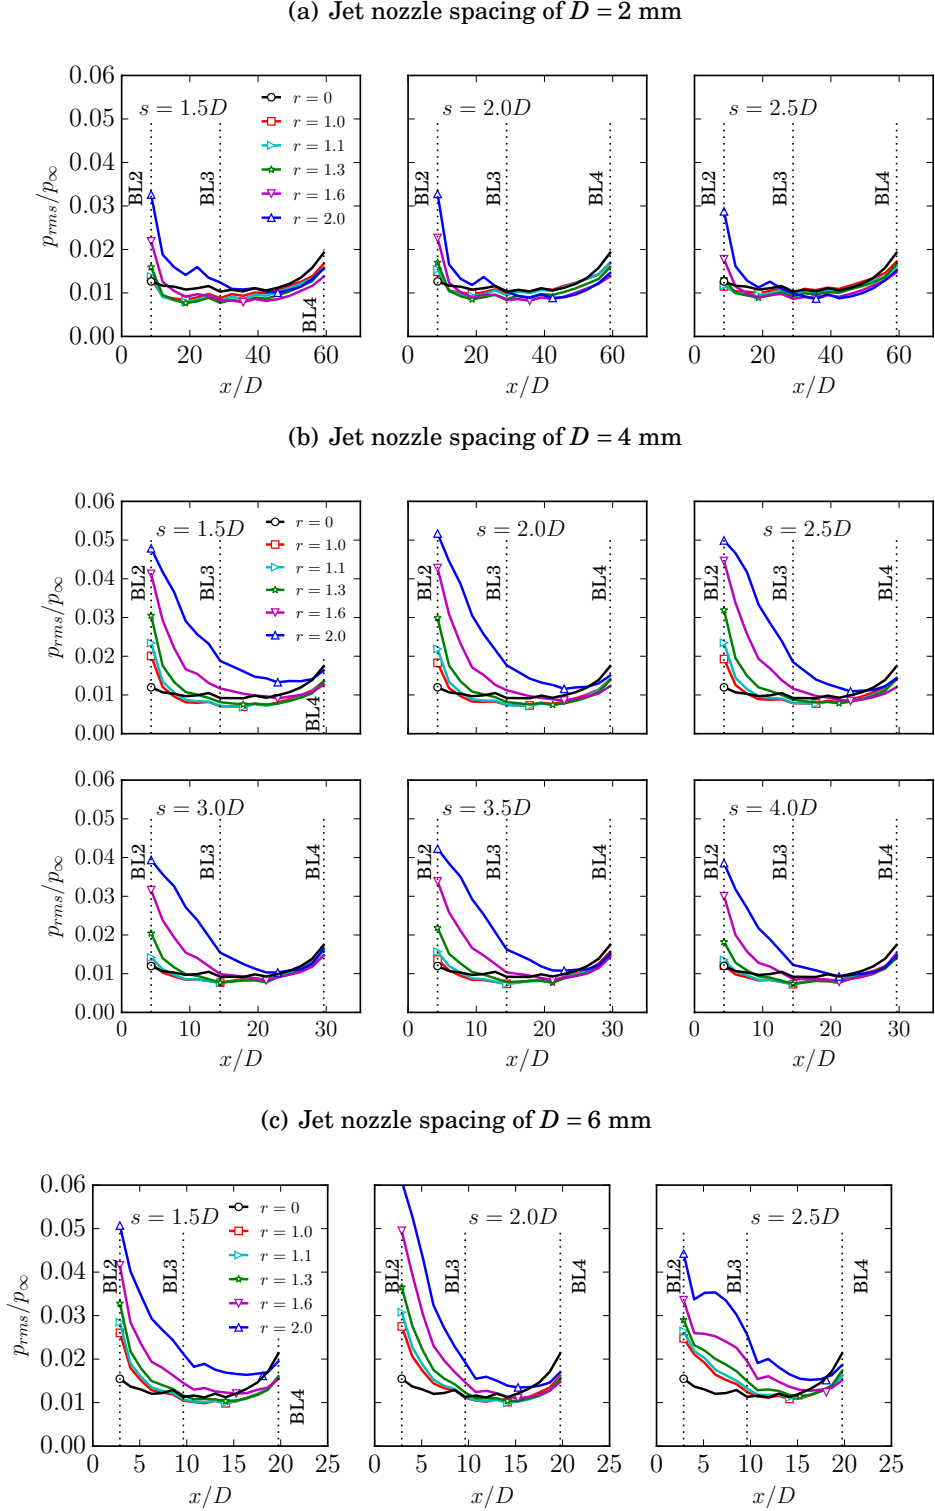 (a) Jet nozzle spacing of D = 2 mm
0.06
0.05
0.04
0.03
0.02
0.01
0.00
p_rms/p_∞
s = 1.5D
BL2
BL3
BL4
r = 0
r = 1.0
r = 1.1
r = 1.3
r = 1.6
r = 2.0
0 20 40 60
x/D
s = 2.0D
BL2
BL3
BL4
0 20 40 60
x/D
s = 2.5D
BL2
BL3
BL4
0 20 40 60
x/D
(b) Jet nozzle spacing of D = 4 mm
0.06
0.05
0.04
0.03
0.02
0.01
0.00
p_rms/p_∞
s = 1.5D
BL2
BL3
BL4
r = 0
r = 1.0
r = 1.1
r = 1.3
r = 1.6
r = 2.0
s = 2.0D
BL2
BL3
BL4
s = 2.5D
BL2
BL3
BL4
0.06
0.05
0.04
0.03
0.02
0.01
0.00
p_rms/p_∞
s = 3.0D
BL2
BL3
BL4
0 10 20 30
x/D
s = 3.5D
BL2
BL3
BL4
0 10 20 30
x/D
s = 4.0D
BL2
BL3
BL4
0 10 20 30
x/D
(c) Jet nozzle spacing of D = 6 mm
0.06
0.05
0.04
0.03
0.02
0.01
0.00
p_rms/p_∞
s = 1.5D
BL2
BL3
BL4
r = 0
r = 1.0
r = 1.1
r = 1.3
r = 1.6
r = 2.0
0 5 10 15 20 25
x/D
s = 2.0D
BL2
BL3
BL4
0 5 10 15 20 25
x/D
s = 2.5D
BL2
BL3
BL4
0 5 10 15 20 25
x/D